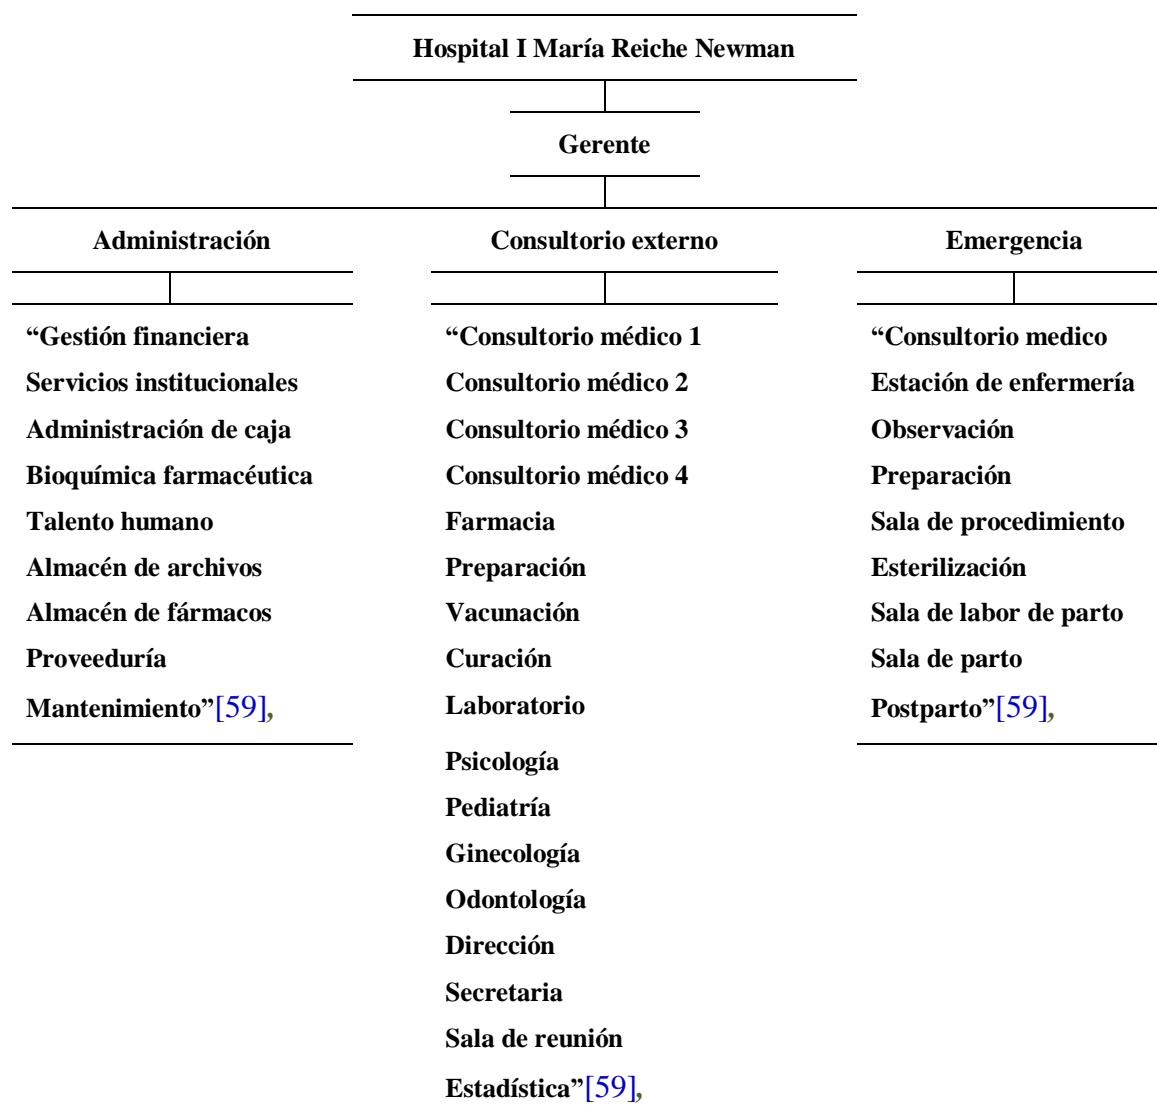 Hospital I María Reiche Newman
Gerente
Administración
“Gestión financiera
Servicios institucionales
Administración de caja
Bioquímica farmacéutica
Talento humano
Almacén de archivos
Almacén de fármacos
Proveeduría
Mantenimiento”[59],
Consultorio externo
“Consultorio médico 1
Consultorio médico 2
Consultorio médico 3
Consultorio médico 4
Farmacia
Preparación
Vacunación
Curación
Laboratorio
Psicología
Pediatría
Ginecología
Odontología
Dirección
Secretaria
Sala de reunión
Estadística”[59],
Emergencia
“Consultorio medico
Estación de enfermería
Observación
Preparación
Sala de procedimiento
Esterilización
Sala de labor de parto
Sala de parto
Postparto”[59],